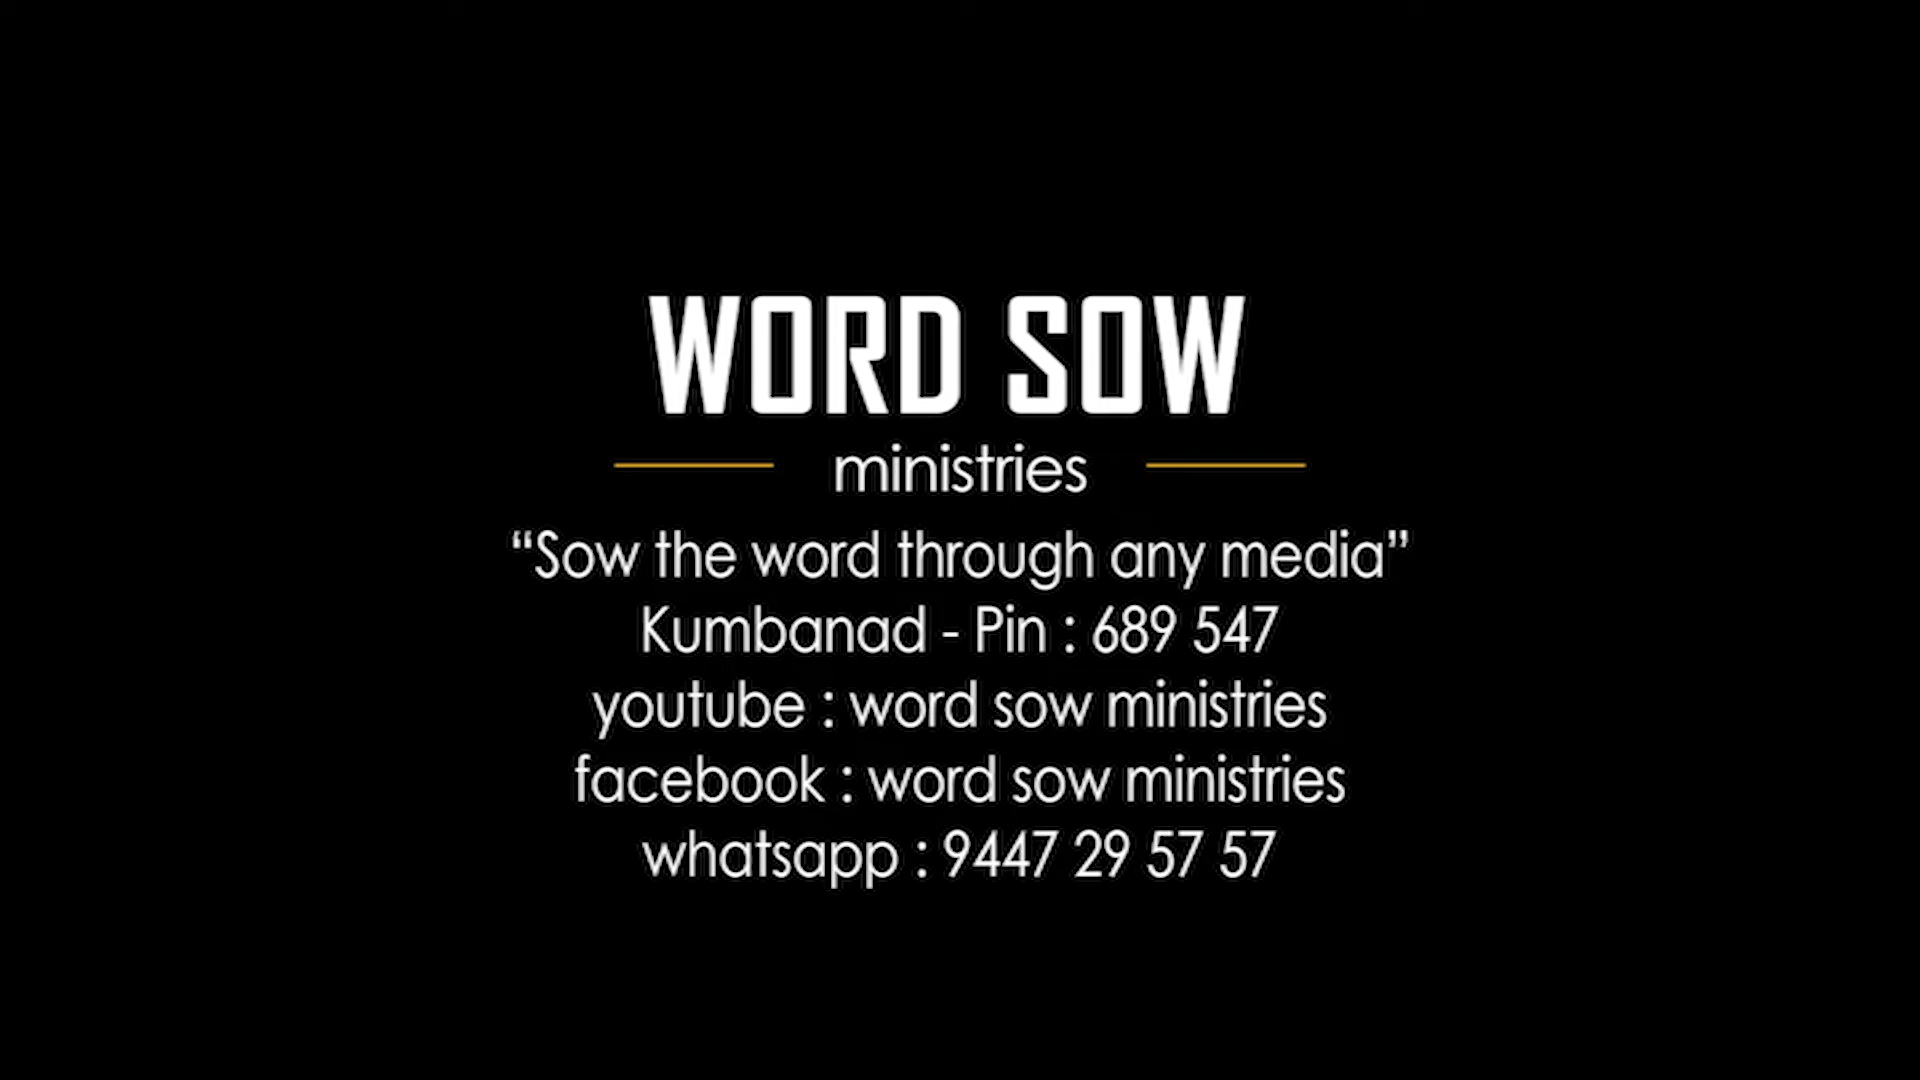 WORD SOW
ministries
“Sow the word through any media”
Kumbanad - Pin : 689 547
youtube : word sow ministries
facebook : word sow ministries
whatsapp : 9447 29 57 57